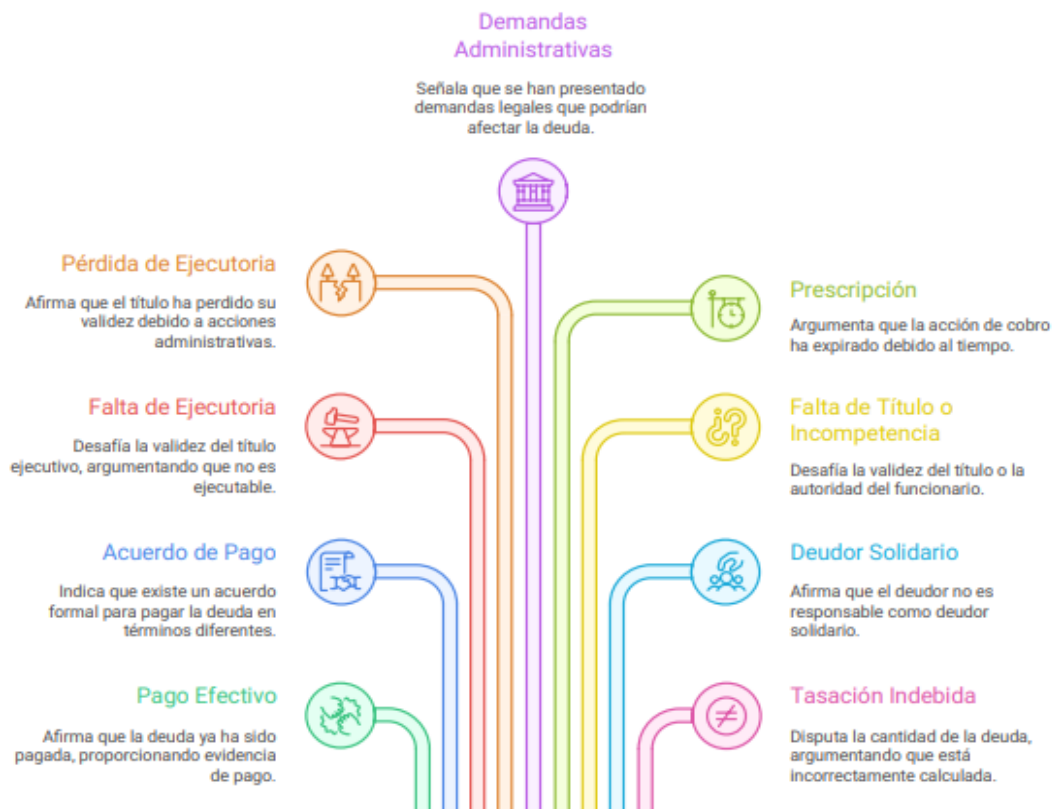 Demandas
Administrativas
Señala que se han presentado
demandas legales que podrían
afectar la deuda.
Pérdida de Ejecutoria
Afirma que el título ha perdido su
validez debido a acciones
administrativas.
Prescripción
Argumenta que la acción de cobro
ha expirado debido al tiempo.
Falta de Ejecutoria
Desafía la validez del título
ejecutivo, argumentando que no es
ejecutable.
Falta de Título o
Incompetencia
Desafía la validez del título o la
autoridad del funcionario.
Acuerdo de Pago
Indica que existe un acuerdo
formal para pagar la deuda en
términos diferentes.
Deudor Solidario
Afirma que el deudor no es
responsable como deudor
solidario.
Pago Efectivo
Afirma que la deuda ya ha sido
pagada, proporcionando evidencia
de pago.
Tasación Indebida
Disputa la cantidad de la deuda,
argumentando que está
incorrectamente calculada.